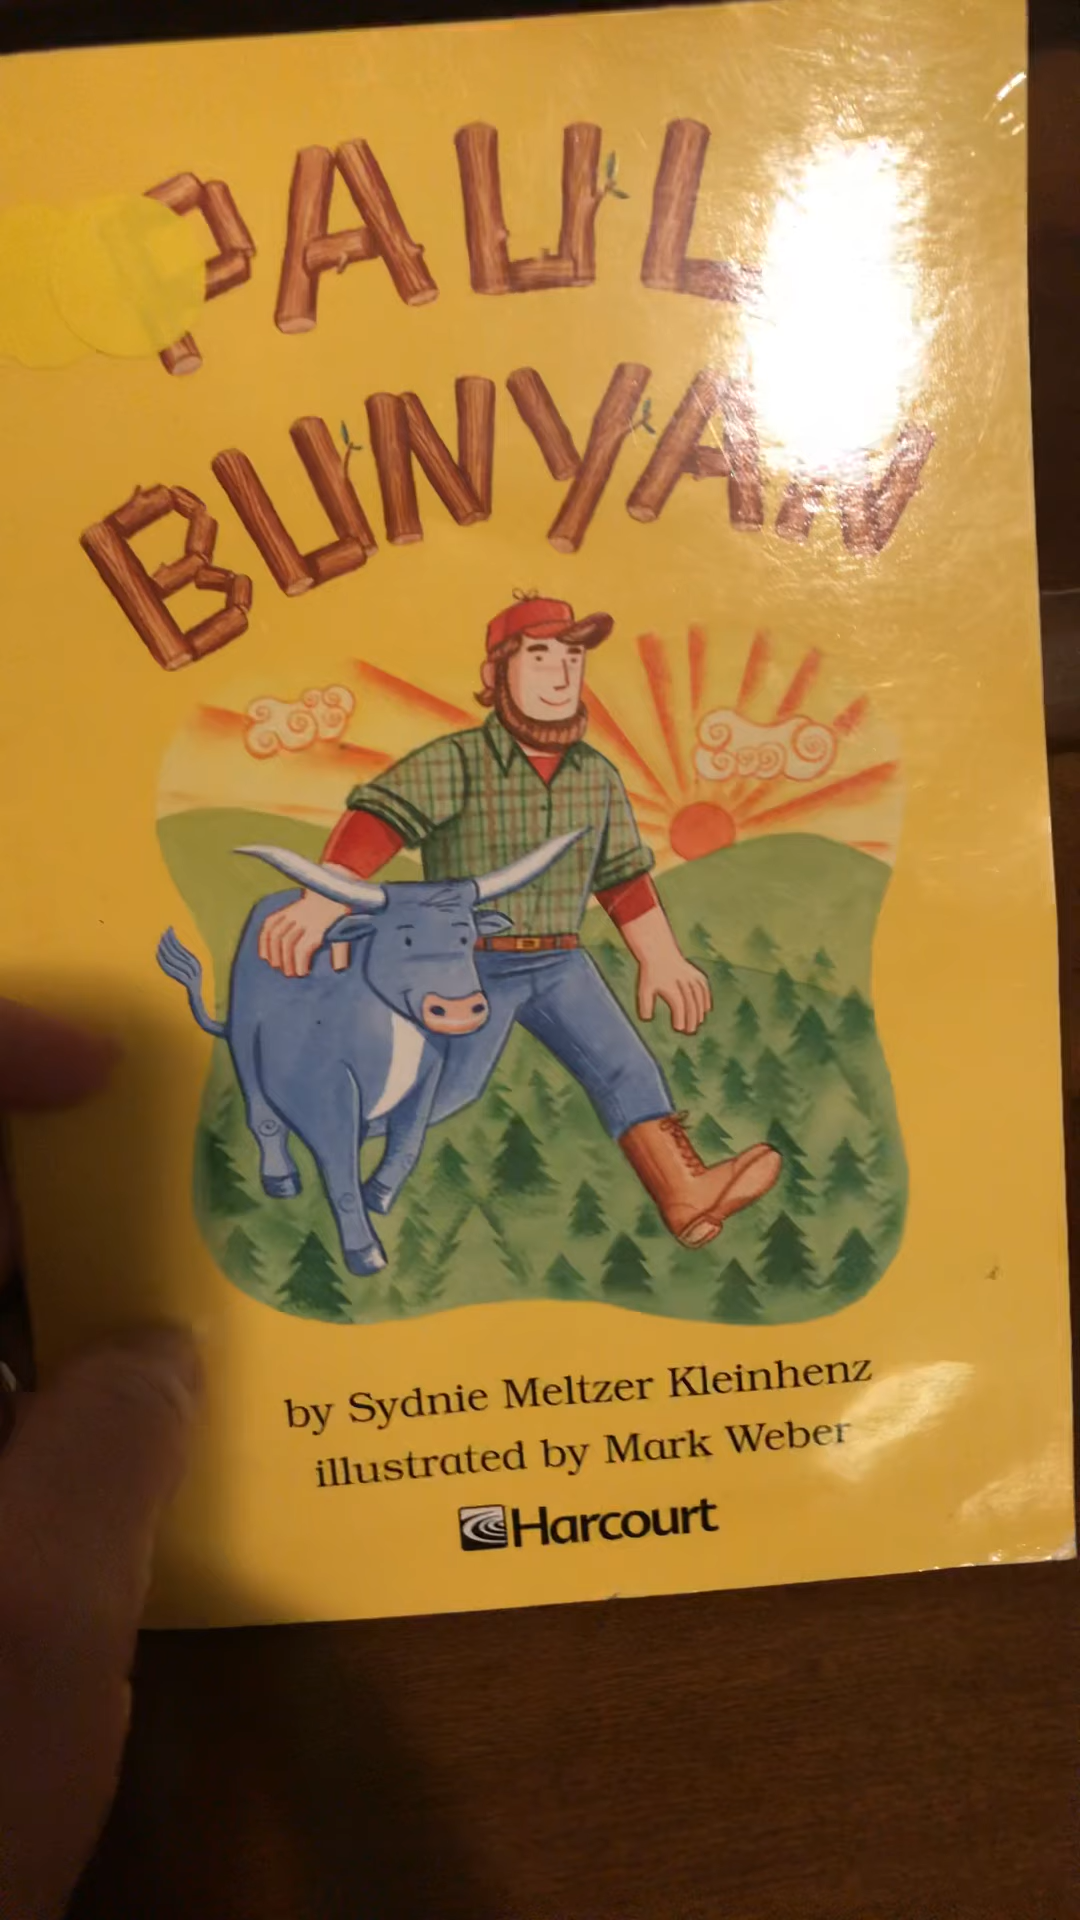 PAUL
BUNYAN
by Sydnie Meltzer Kleinhenz
illustrated by Mark Weber
Harcourt